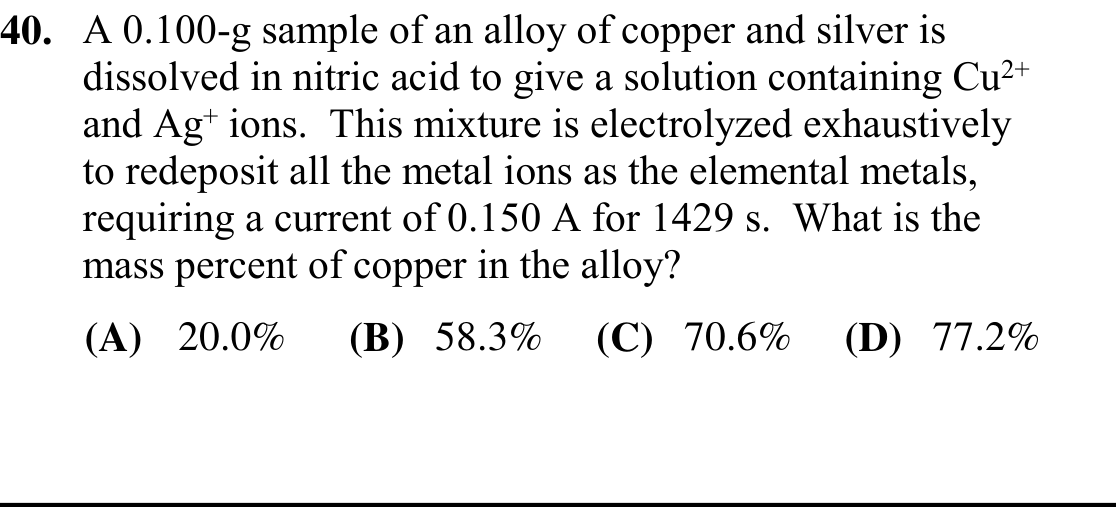 40. A 0.100-g sample of an alloy of copper and silver is
dissolved in nitric acid to give a solution containing Cu²⁺
and Ag⁺ ions. This mixture is electrolyzed exhaustively
to redeposit all the metal ions as the elemental metals,
requiring a current of 0.150 A for 1429 s. What is the
mass percent of copper in the alloy?
(A) 20.0% (B) 58.3% (C) 70.6% (D) 77.2%